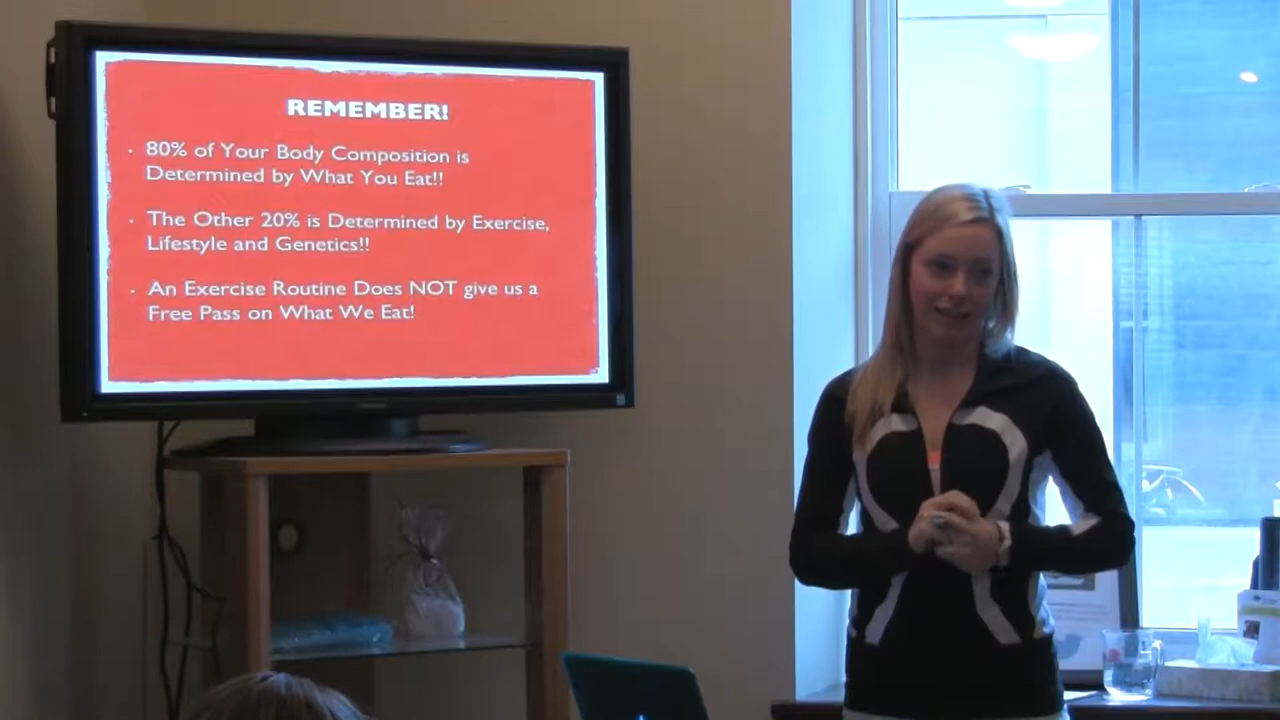 REMEMBER!
· 80% of Your Body Composition is
Determined by What You Eat!!
· The Other 20% is Determined by Exercise,
Lifestyle and Genetics!!
· An Exercise Routine Does NOT give us a
Free Pass on What We Eat!